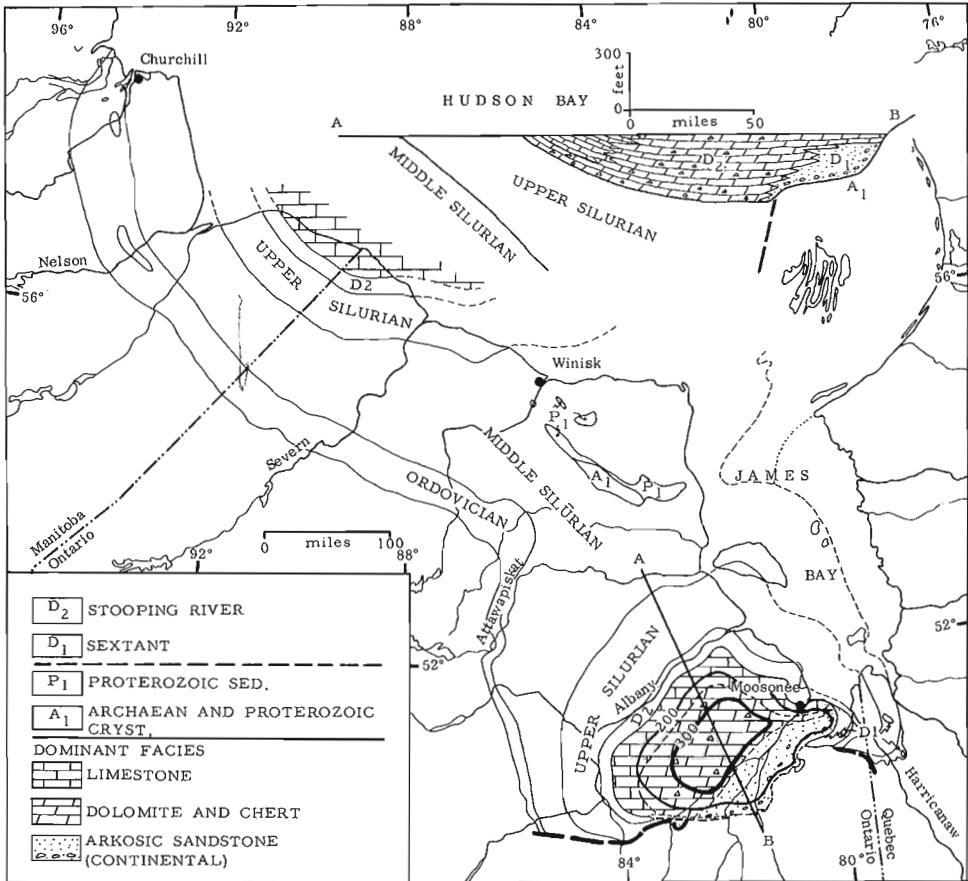 96°
92°
88°
80°
76°
Churchill
HUDSON BAY
300
feet
0
0 miles 50
A
B
D2
D
A1
MIDDLE SILURIAN
UPPER SILURIAN
Nelson
56°
56°
D2
UPPER
SILURIAN
Winisk
P1
A1
P1
MIDDLE SILURIAN
Severn
ORDOVICIAN
JAMES
BAY
Manitoba
Ontario
0 miles 100
92°
88°
Attawapiskat
A
52°
52°
UPPER SILURIAN
Albany
D2
200
300
Moosonee
D1
Harricanaw
Quebec
Ontario
B
84°
80°
D2 STOOPING RIVER
D1 SEXTANT
P1 PROTEROZOIC SED.
A1 ARCHAEAN AND PROTEROZOIC
CRYST,
DOMINANT FACIES
LIMESTONE
DOLOMITE AND CHERT
ARKOSIC SANDSTONE
(CONTINENTAL)